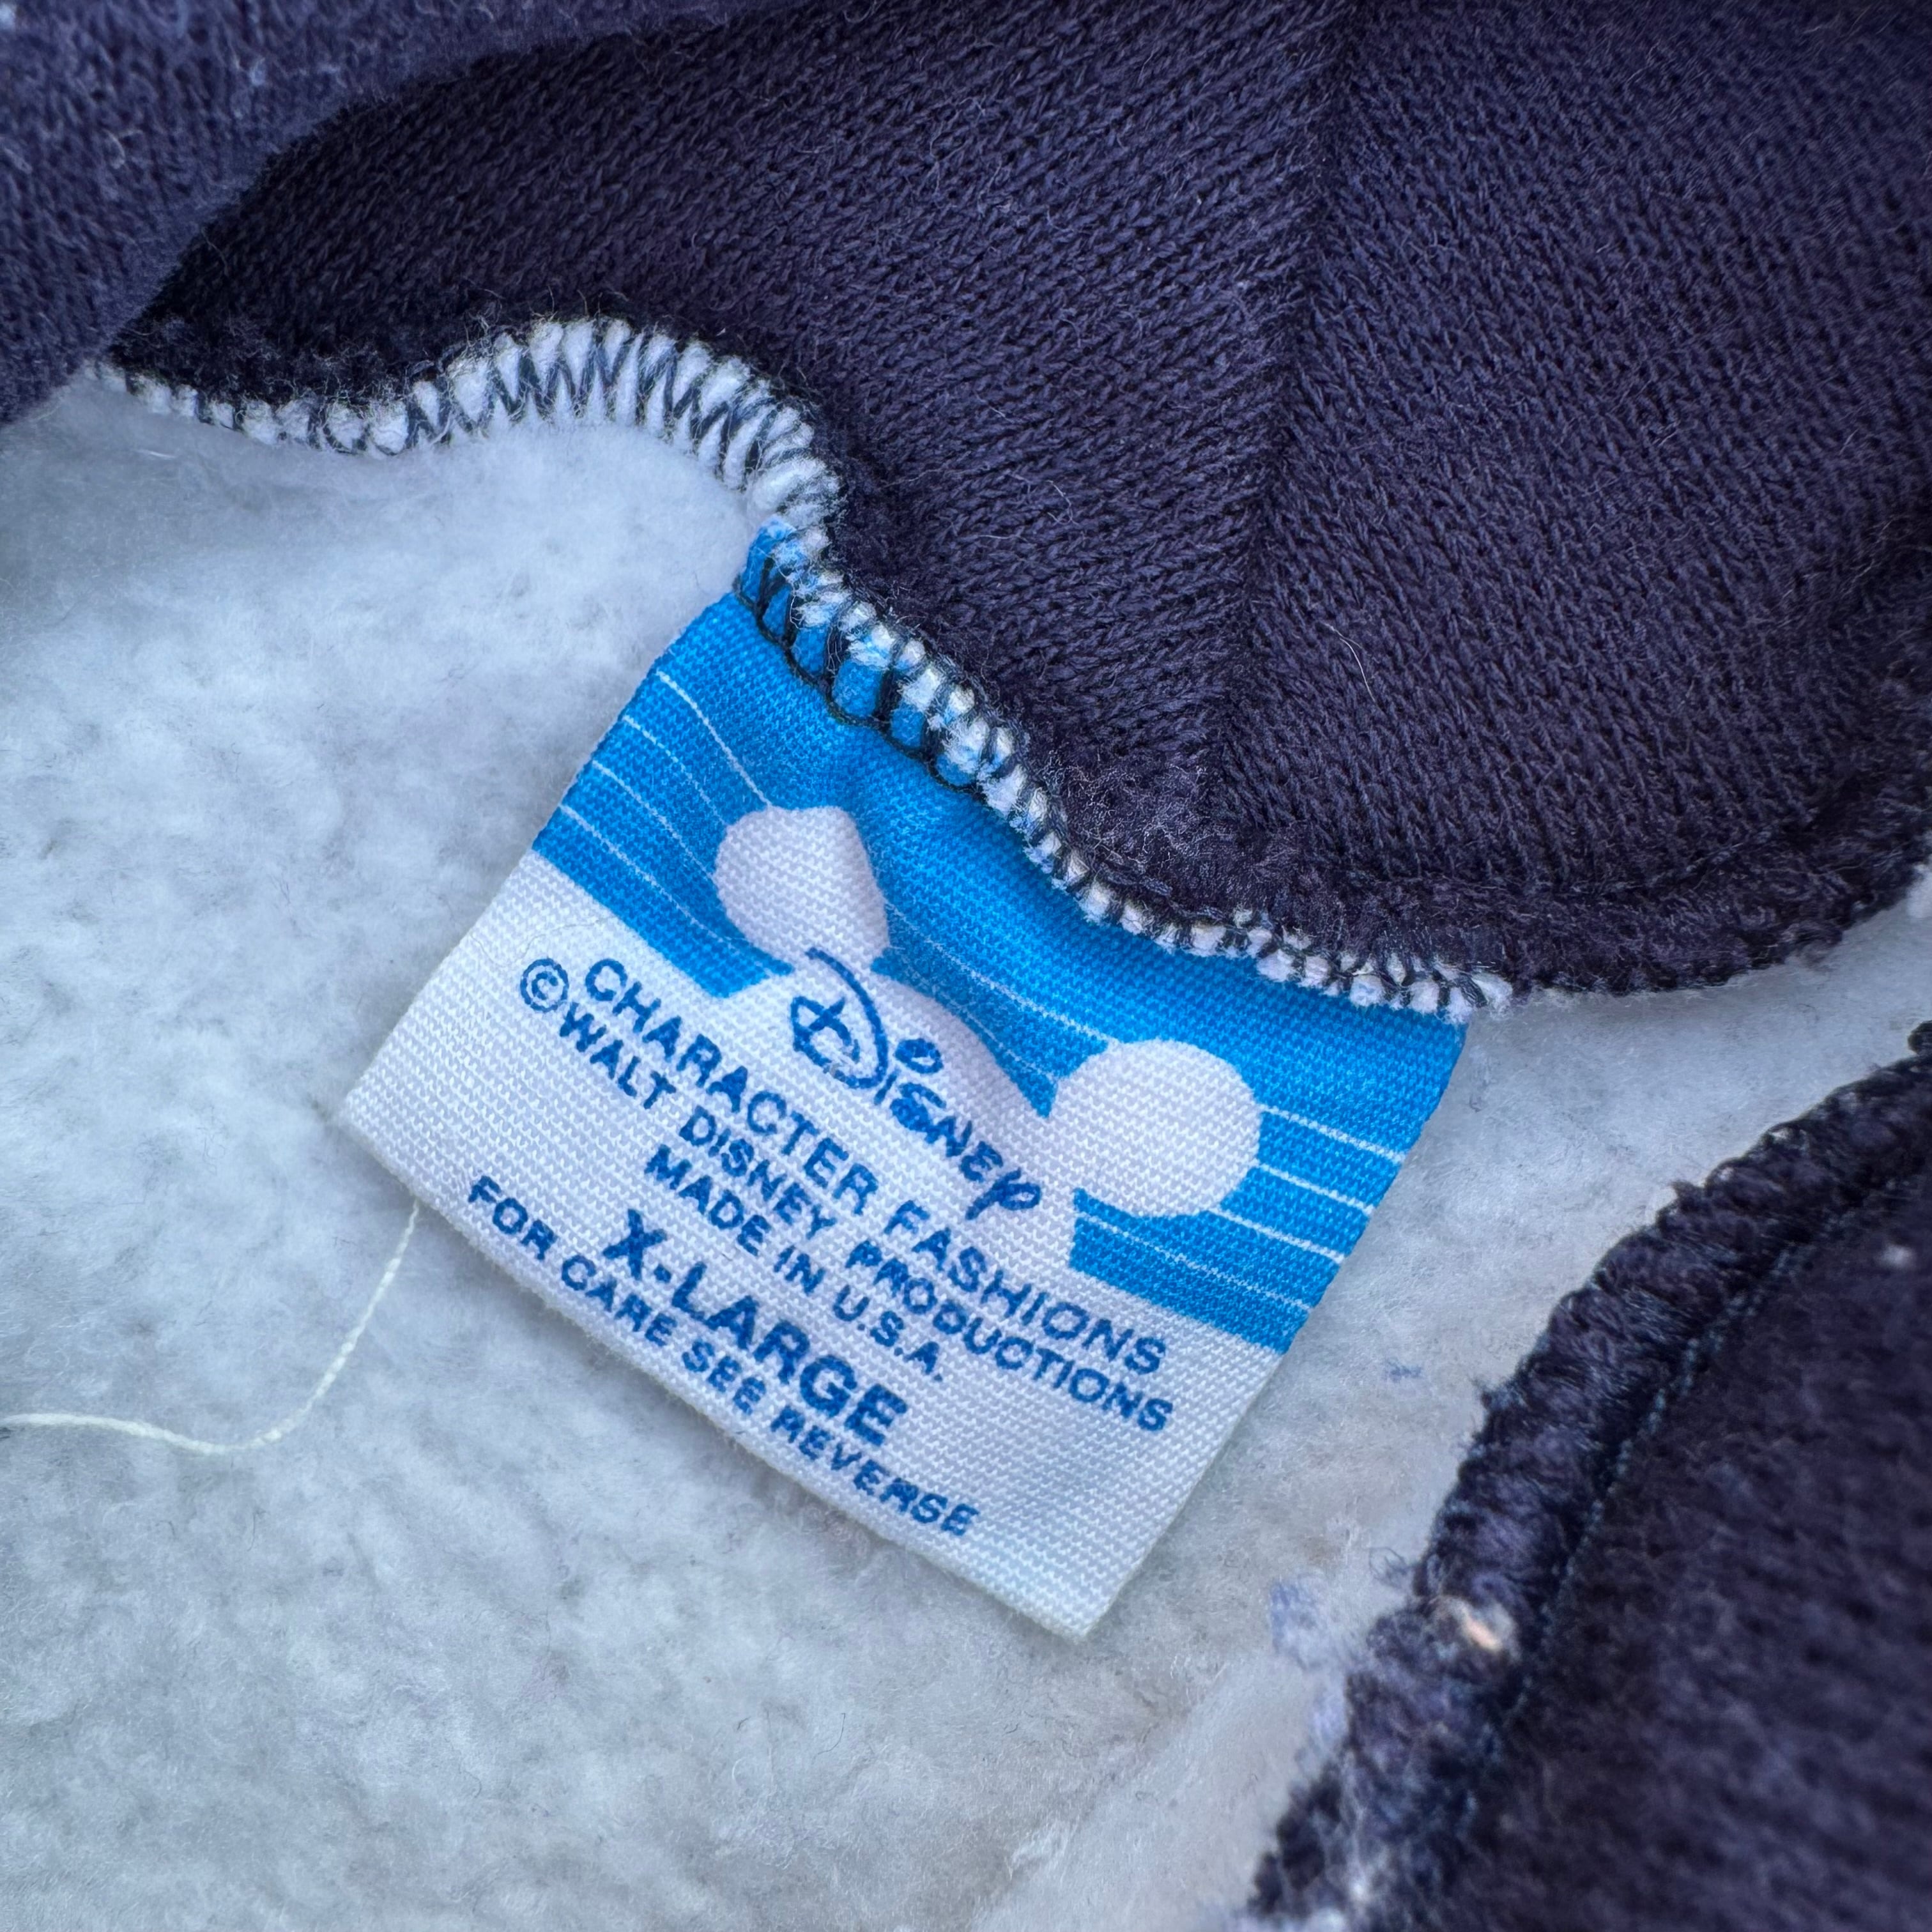 Disney
CHARACTER FASHIONS
©WALT DISNEY PRODUCTIONS
MADE IN U.S.A.
X-LARGE
FOR CARE SEE REVERSE